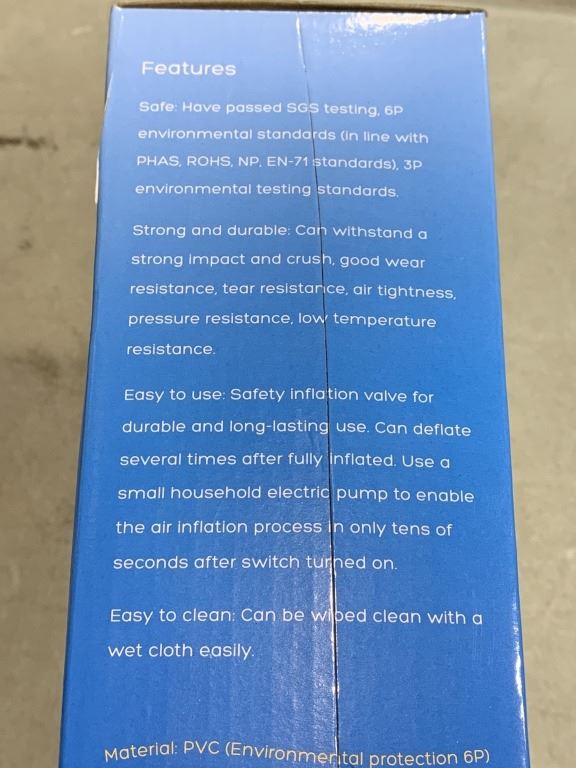 Features
Safe: Have passed SGS testing, 6P
environmental standards (in line with
PHAS, ROHS, NP, EN-71 standards), 3P
environmental testing standards.
Strong and durable: Can withstand a
strong impact and crush, good wear
resistance, tear resistance, air tightness,
pressure resistance, low temperature
resistance.
Easy to use: Safety inflation valve for
durable and long-lasting use. Can deflate
several times after fully inflated. Use a
small household electric pump to enable
the air inflation process in only tens of
seconds after switch turned on.
Easy to clean: Can be wiped clean with a
wet cloth easily.
Material: PVC (Environmental protection 6P)